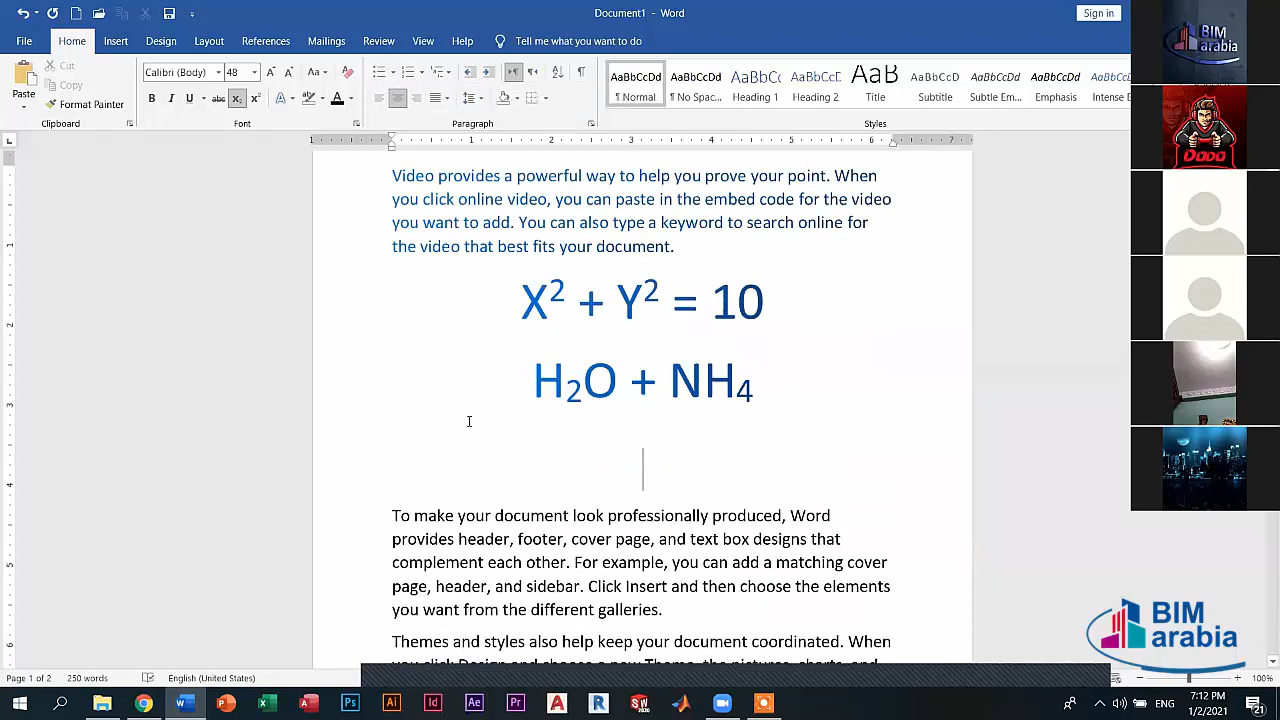 Document1 - Word
Sign in
File Home Insert Design Layout References Mailings Review View Help Tell me what you want to do
Paste
Cut
Copy
Format Painter
Clipboard
Calibri (Body) 48
Font
Paragraph
AaBbCcDd AaBbCcDd AaBbCc AaBbCcC AaB AaBbCcD AaBbCcDd AaBbCcDd AaBbCcDd
¶ Normal ¶ No Spac... Heading 1 Heading 2 Title Subtitle Subtle Em... Emphasis Intense E
Styles
Video provides a powerful way to help you prove your point. When
you click online video, you can paste in the embed code for the video
you want to add. You can also type a keyword to search online for
the video that best fits your document.
X² + Y² = 10
H₂O + NH₄
To make your document look professionally produced, Word
provides header, footer, cover page, and text box designs that
complement each other. For example, you can add a matching cover
page, header, and sidebar. Click Insert and then choose the elements
you want from the different galleries.
Themes and styles also help keep your document coordinated. When
you click Design and choose a new Theme, the pictures, charts, and
Page 1 of 2 250 words English (United States)
100%
BIM
arabia
DODO
BIM
arabia
ENG
7:12 PM
1/2/2021
21